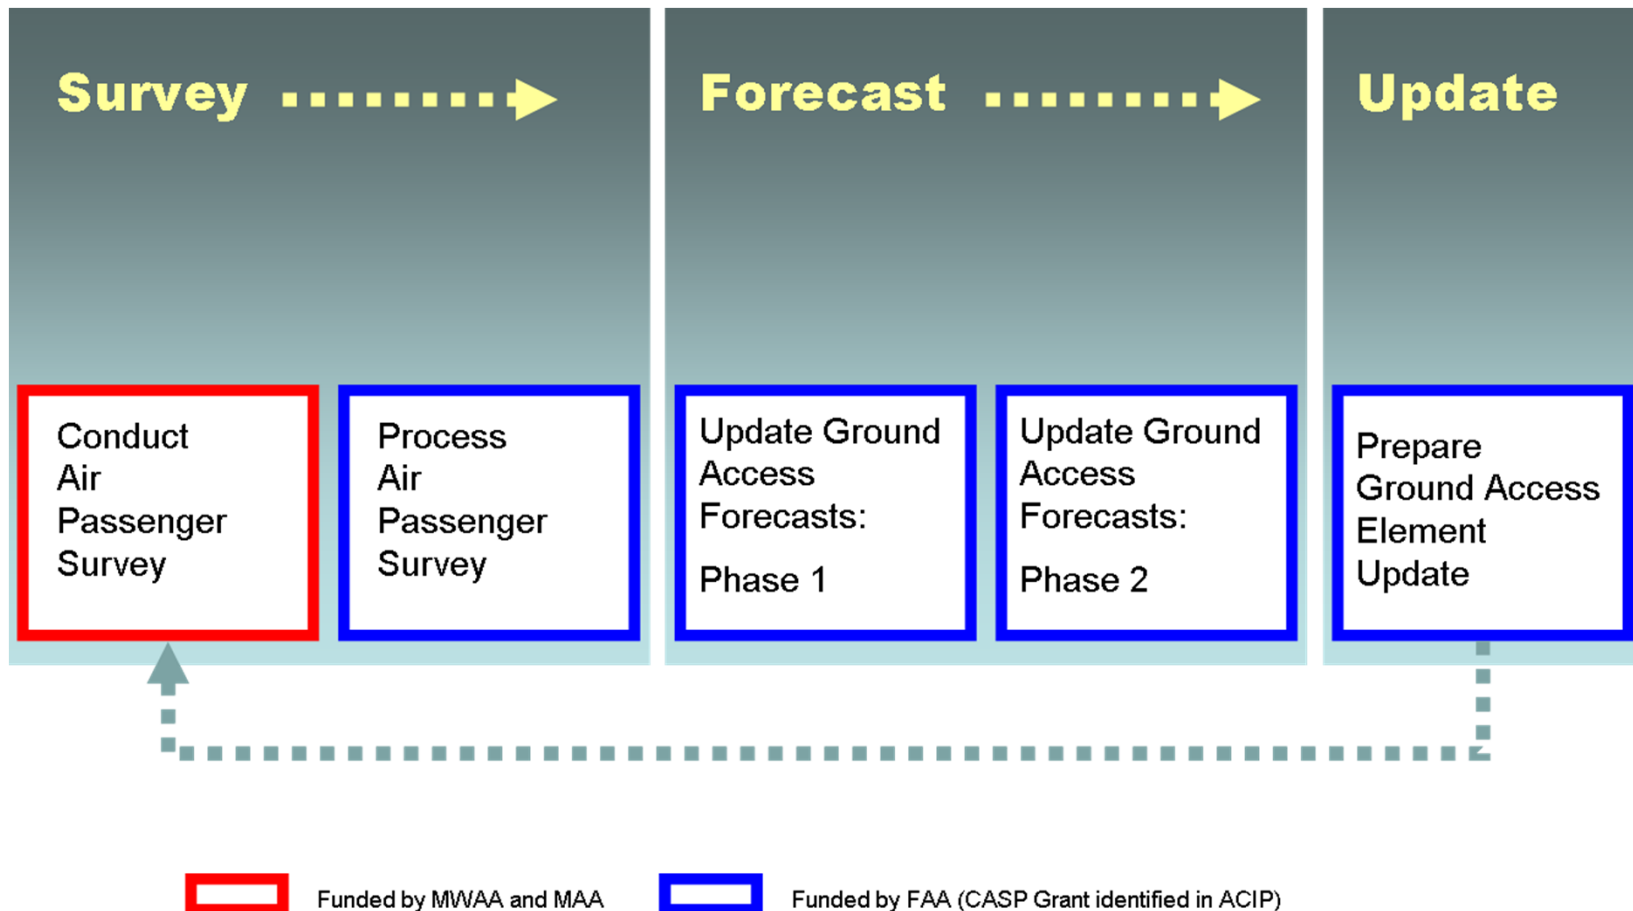 Survey
Forecast
Update
Conduct
Air
Passenger
Survey
Process
Air
Passenger
Survey
Update Ground
Access
Forecasts:
Phase 1
Update Ground
Access
Forecasts:
Phase 2
Prepare
Ground Access
Element
Update
Funded by MWAA and MAA
Funded by FAA (CASP Grant identified in ACIP)